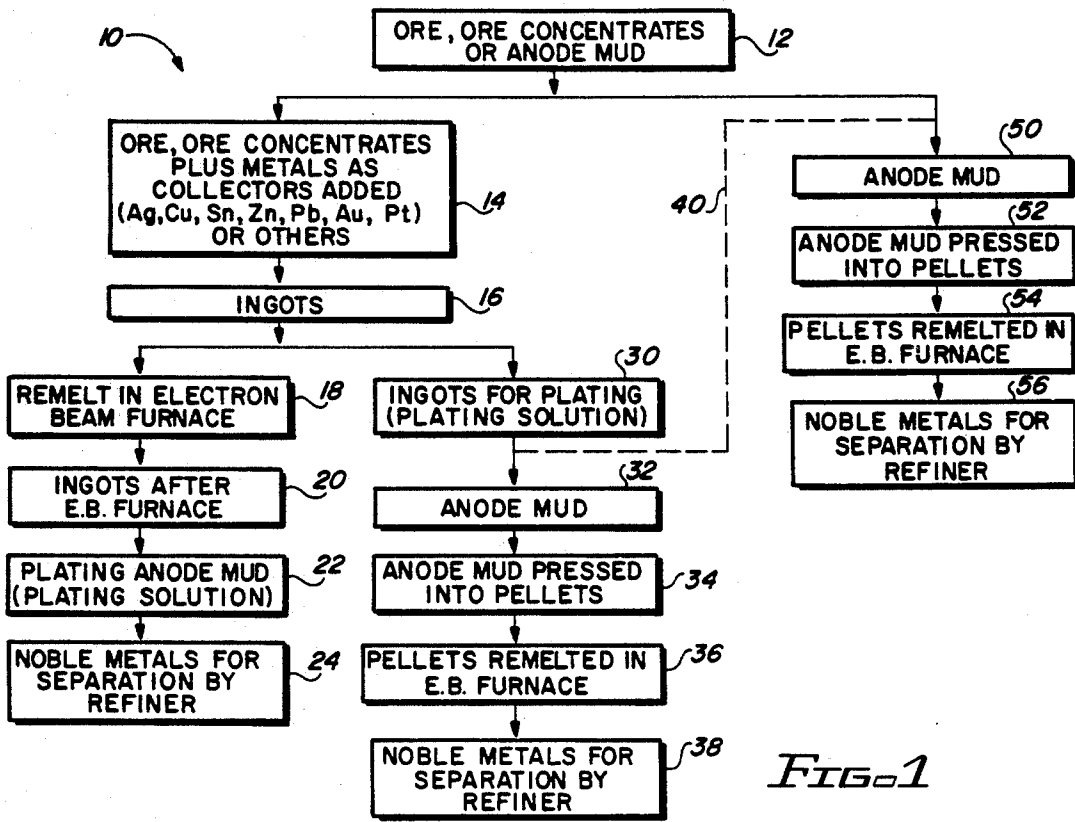 10
ORE, ORE CONCENTRATES
OR ANODE MUD
12
ORE, ORE CONCENTRATES
PLUS METALS AS
COLLECTORS ADDED
(Ag,Cu, Sn, Zn, Pb, Au, Pt)
OR OTHERS
14
INGOTS
16
REMELT IN ELECTRON
BEAM FURNACE
18
INGOTS AFTER
E.B. FURNACE
20
PLATING ANODE MUD
(PLATING SOLUTION)
22
NOBLE METALS FOR
SEPARATION BY
REFINER
24
30
INGOTS FOR PLATING
(PLATING SOLUTION)
32
ANODE MUD
ANODE MUD PRESSED
INTO PELLETS
34
PELLETS REMELTED IN
E.B. FURNACE
36
NOBLE METALS FOR
SEPARATION BY
REFINER
38
40
50
ANODE MUD
52
ANODE MUD PRESSED
INTO PELLETS
54
PELLETS REMELTED IN
E.B. FURNACE
56
NOBLE METALS FOR
SEPARATION BY
REFINER
FIG. 1